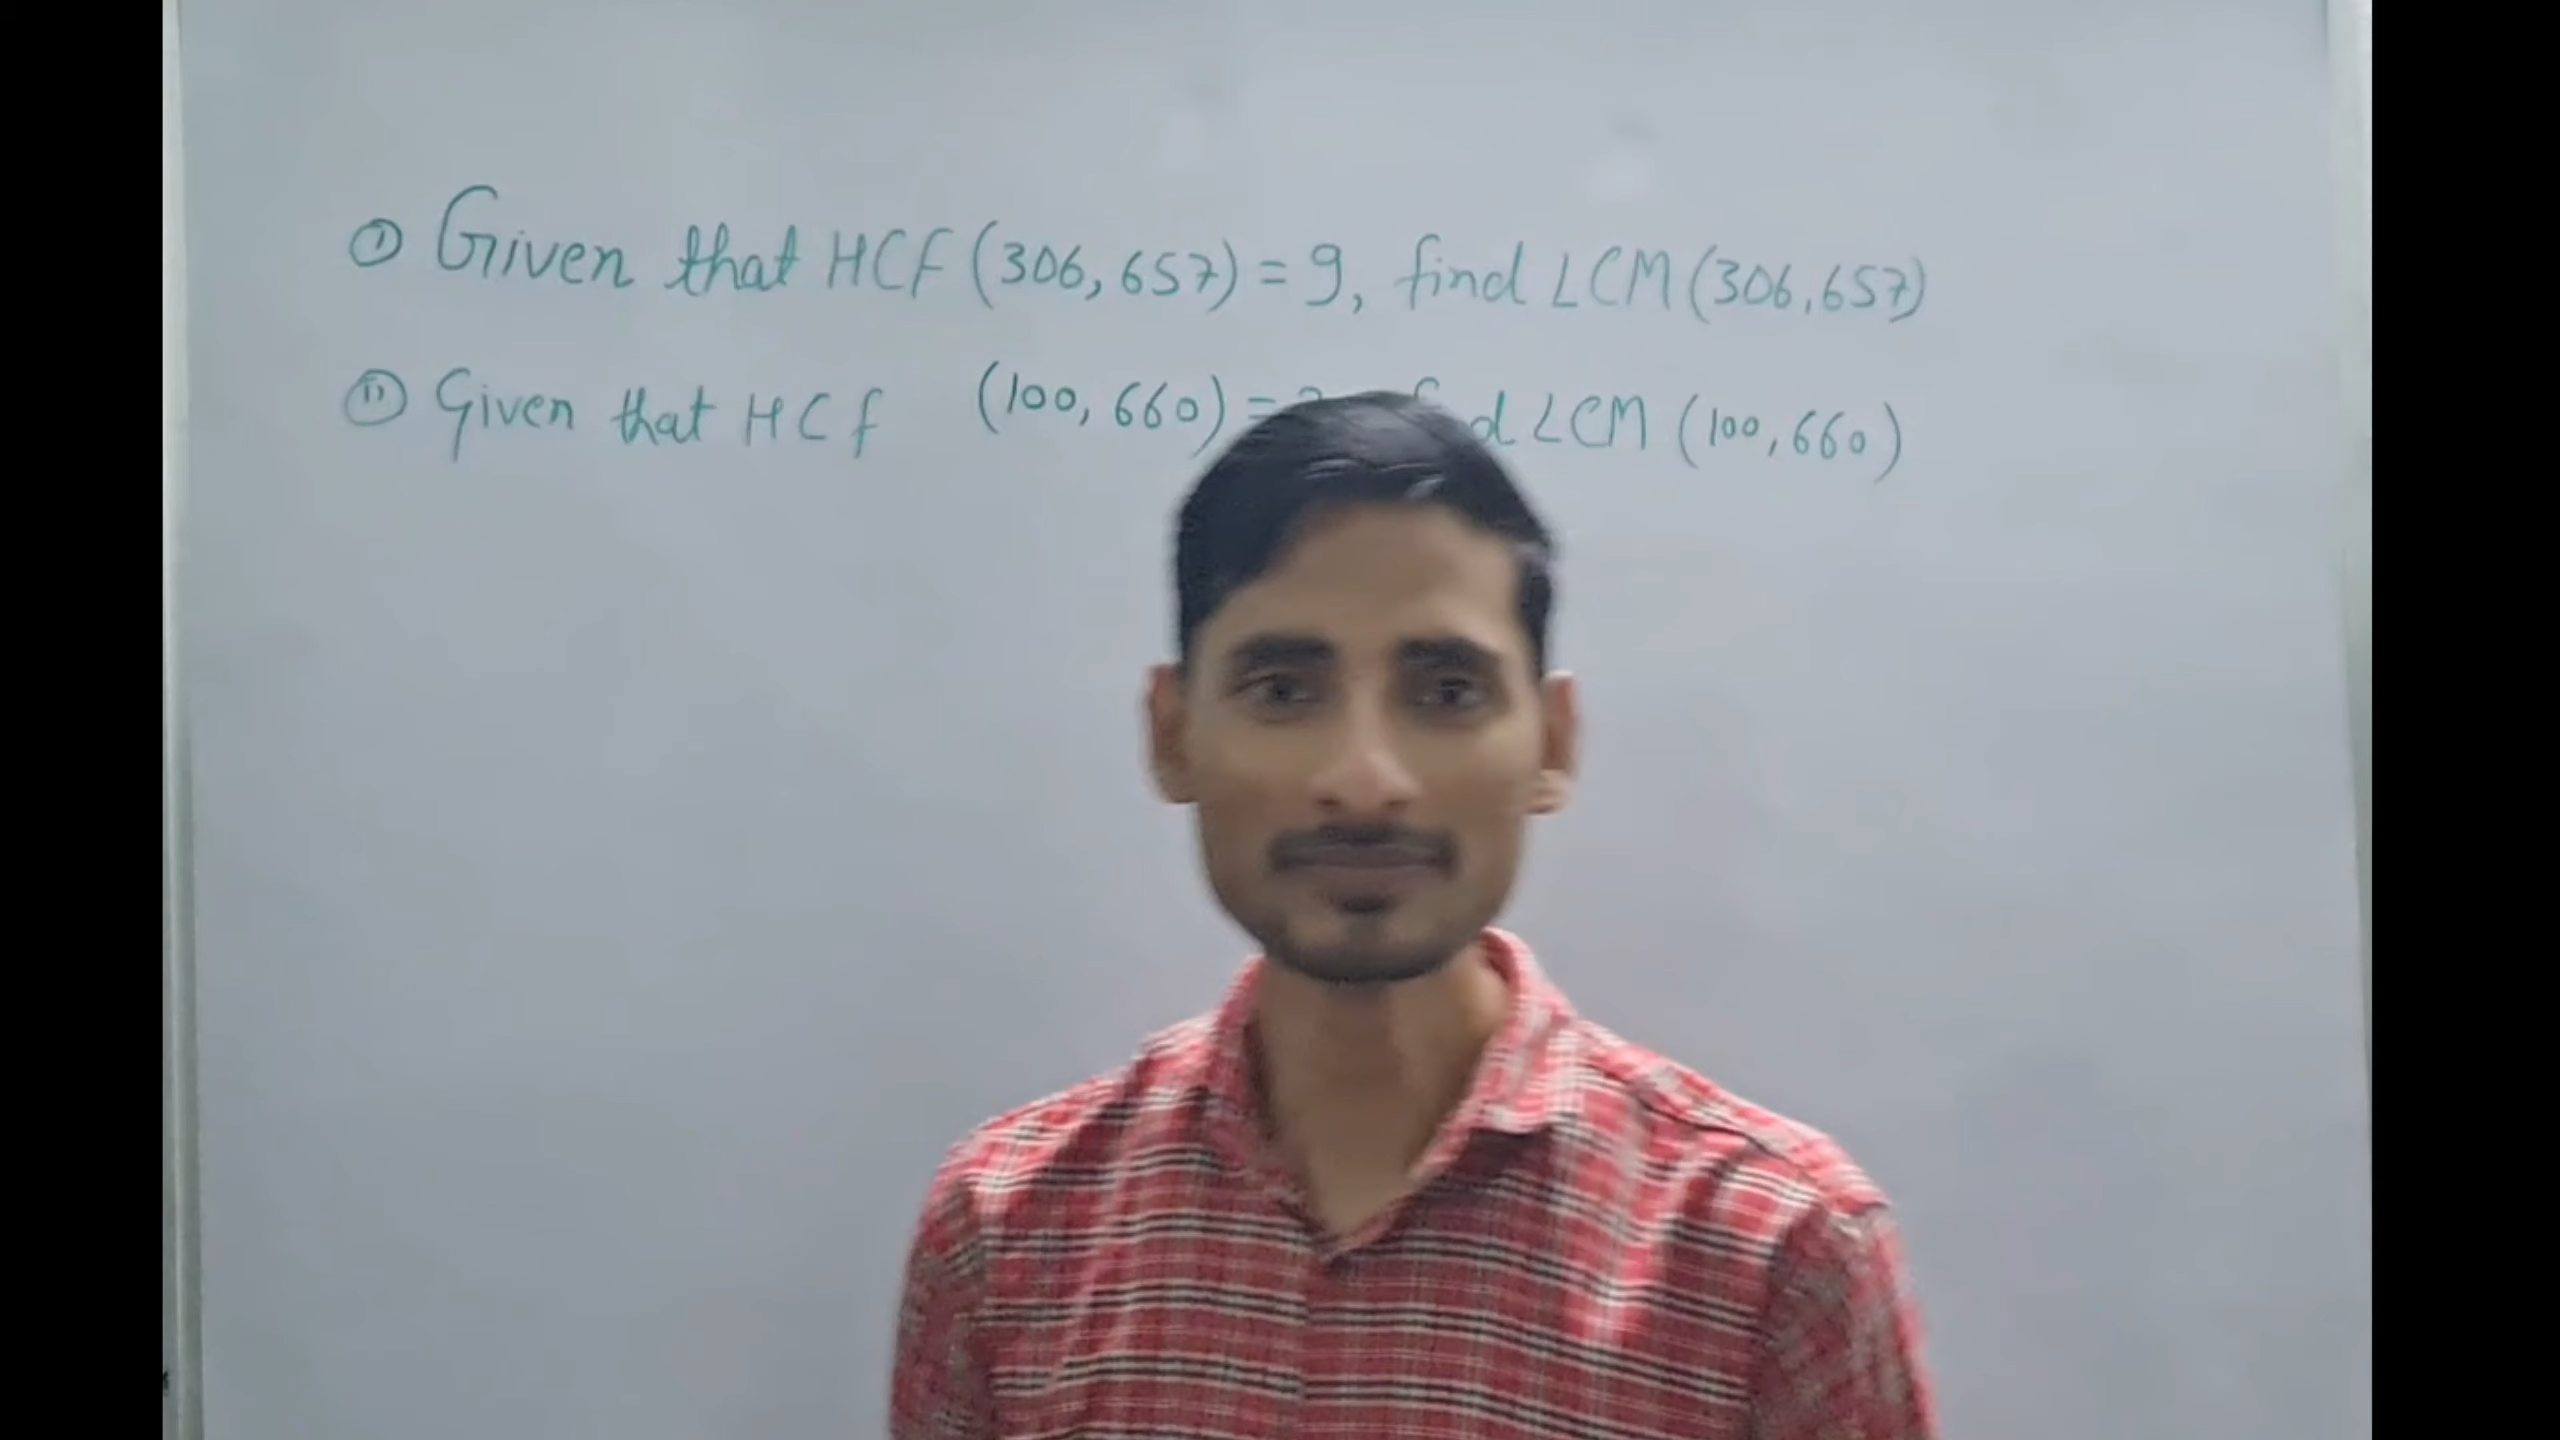 ① Given that HCF (306, 657) = 9, find LCM (306, 657)
⑪ Given that HCf (100, 660) = LCM (100, 660)